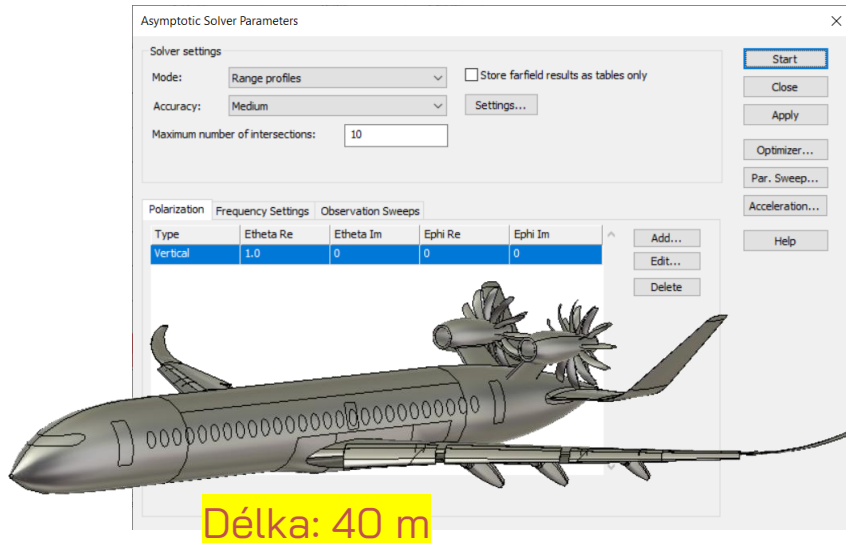 Asymptotic Solver Parameters
Solver settings
Mode: Range profiles Store farfield results as tables only
Accuracy: Medium Settings...
Maximum number of intersections: 10
Start
Close
Apply
Optimizer...
Par. Sweep...
Acceleration...
Help
Polarization Frequency Settings Observation Sweeps
Type Etheta Re Etheta Im Ephi Re Ephi Im
Vertical 1.0 0 0 0
Add...
Edit...
Delete
Délka: 40 m